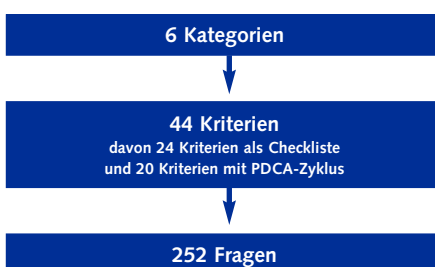 6 Kategorien
44 Kriterien
davon 24 Kriterien als Checkliste
und 20 Kriterien mit PDCA-Zyklus
252 Fragen